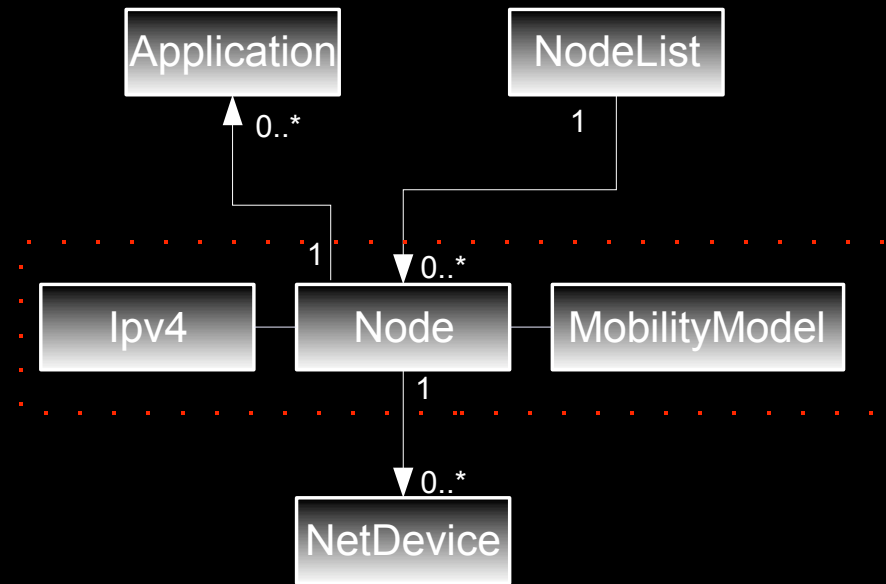 Application
NodeList
0..*
1
1
0..*
Ipv4
Node
MobilityModel
1
0..*
NetDevice